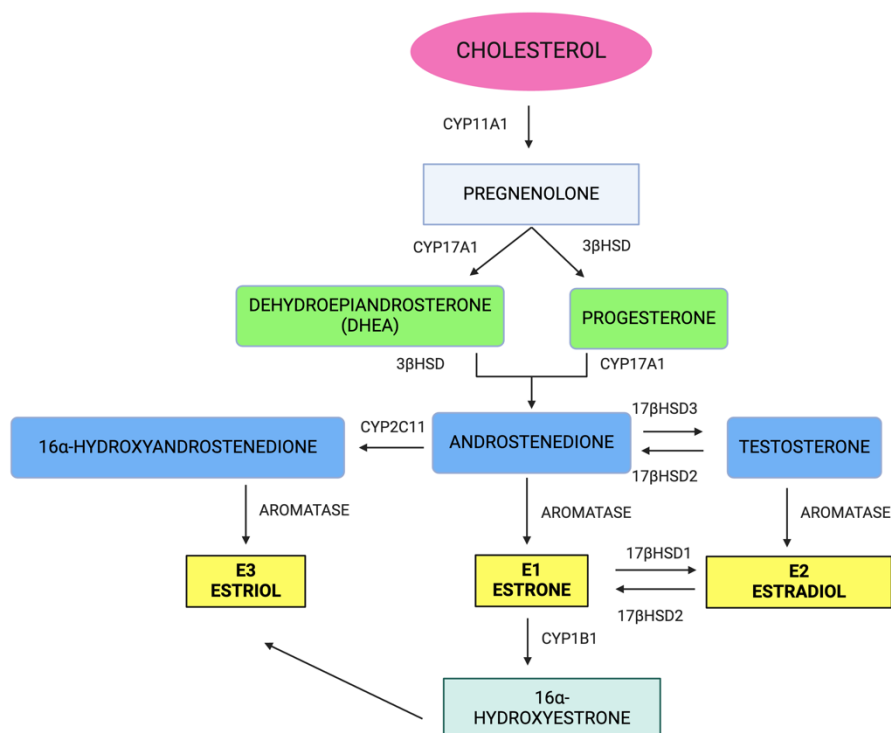 CHOLESTEROL
CYP11A1
PREGNENOLONE
CYP17A1
3βHSD
DEHYDROEPIANDROSTERONE
(DHEA)
PROGESTERONE
3βHSD
CYP17A1
16α-HYDROXYANDROSTENEDIONE
CYP2C11
ANDROSTENEDIONE
17βHSD3
17βHSD2
TESTOSTERONE
AROMATASE
AROMATASE
AROMATASE
E3
ESTRIOL
E1
ESTRONE
17βHSD1
17βHSD2
E2
ESTRADIOL
CYP1B1
16α-
HYDROXYESTRONE